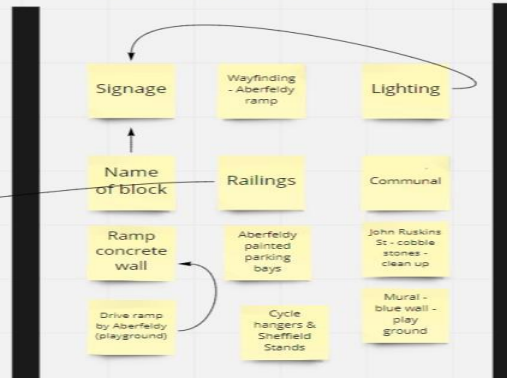 Signage
Wayfinding
- Aberfeldy
ramp
Lighting
Name
of block
Railings
Communal
Ramp
concrete
wall
Aberfeldy
painted
parking
bays
John Ruskins
St - cobble
stones -
clean up
Drive ramp
by Aberfeldy
(playground)
Cycle
hangers &
Sheffield
Stands
Mural -
blue wall -
play
ground